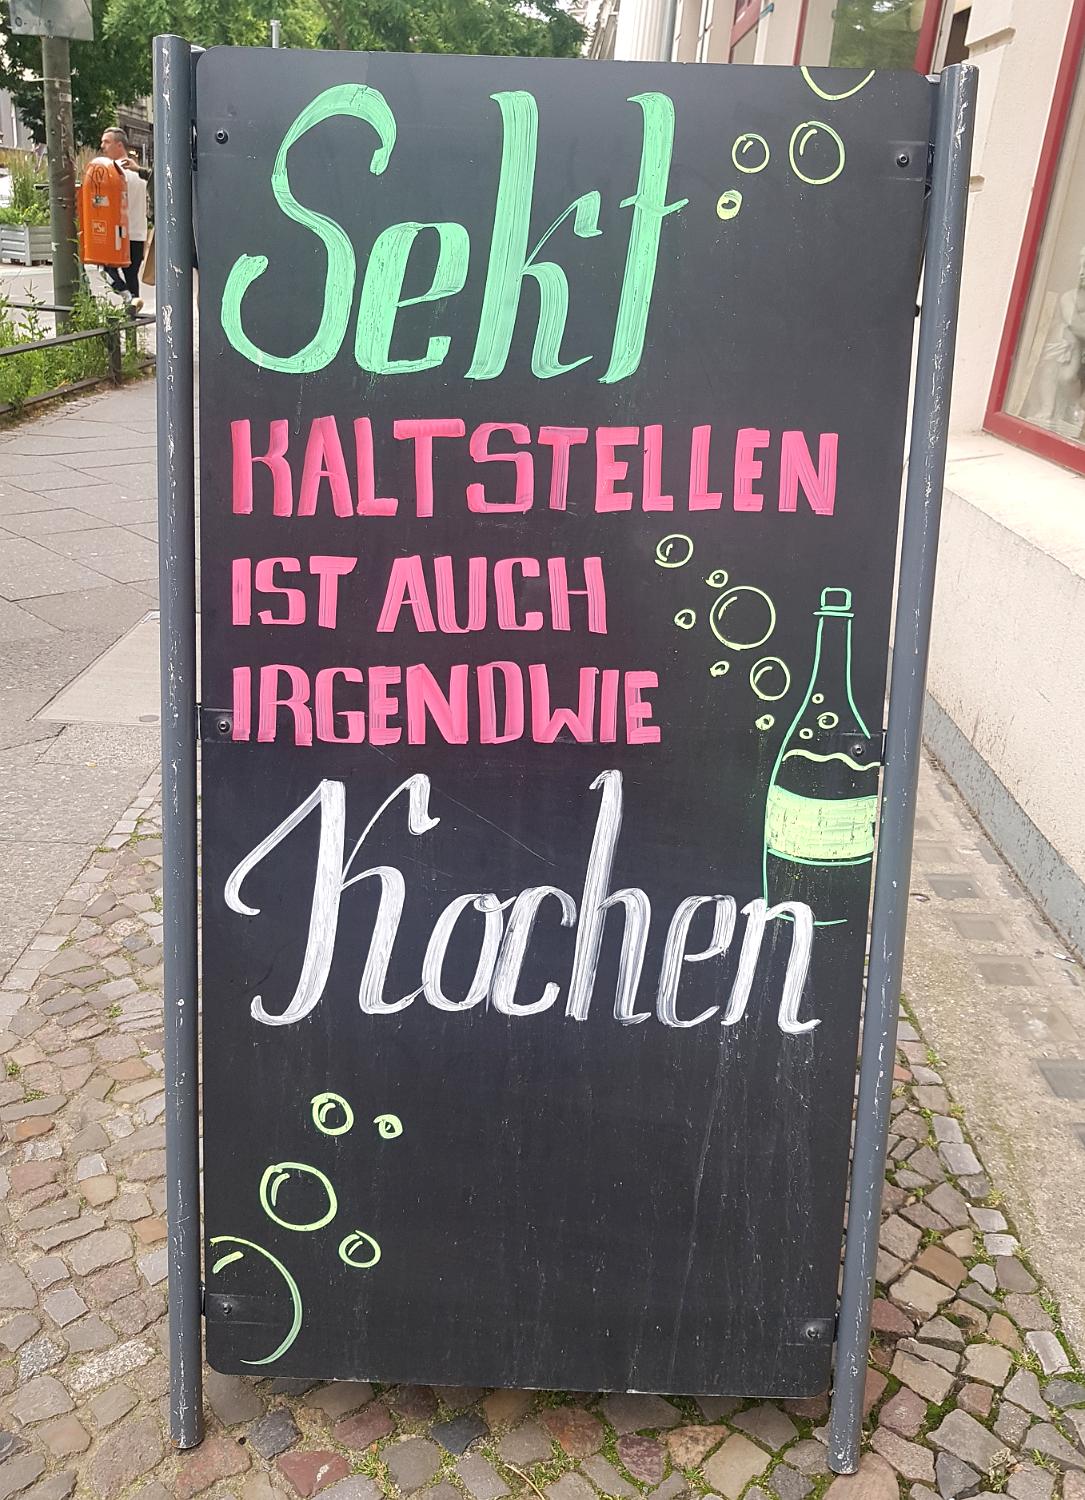 Sekt
KALTSTELLEN
IST AUCH
IRGENDWIE
Kochen